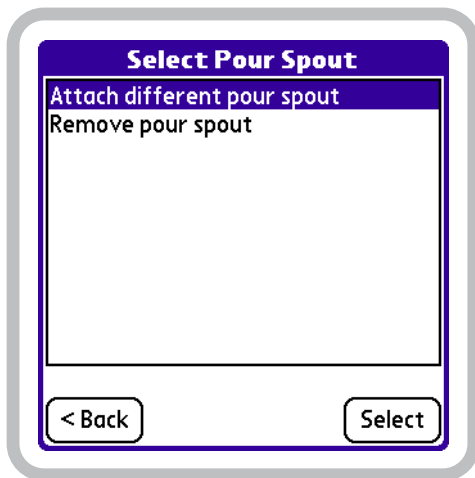 Select Pour Spout
Attach different pour spout
Remove pour spout
< Back
Select